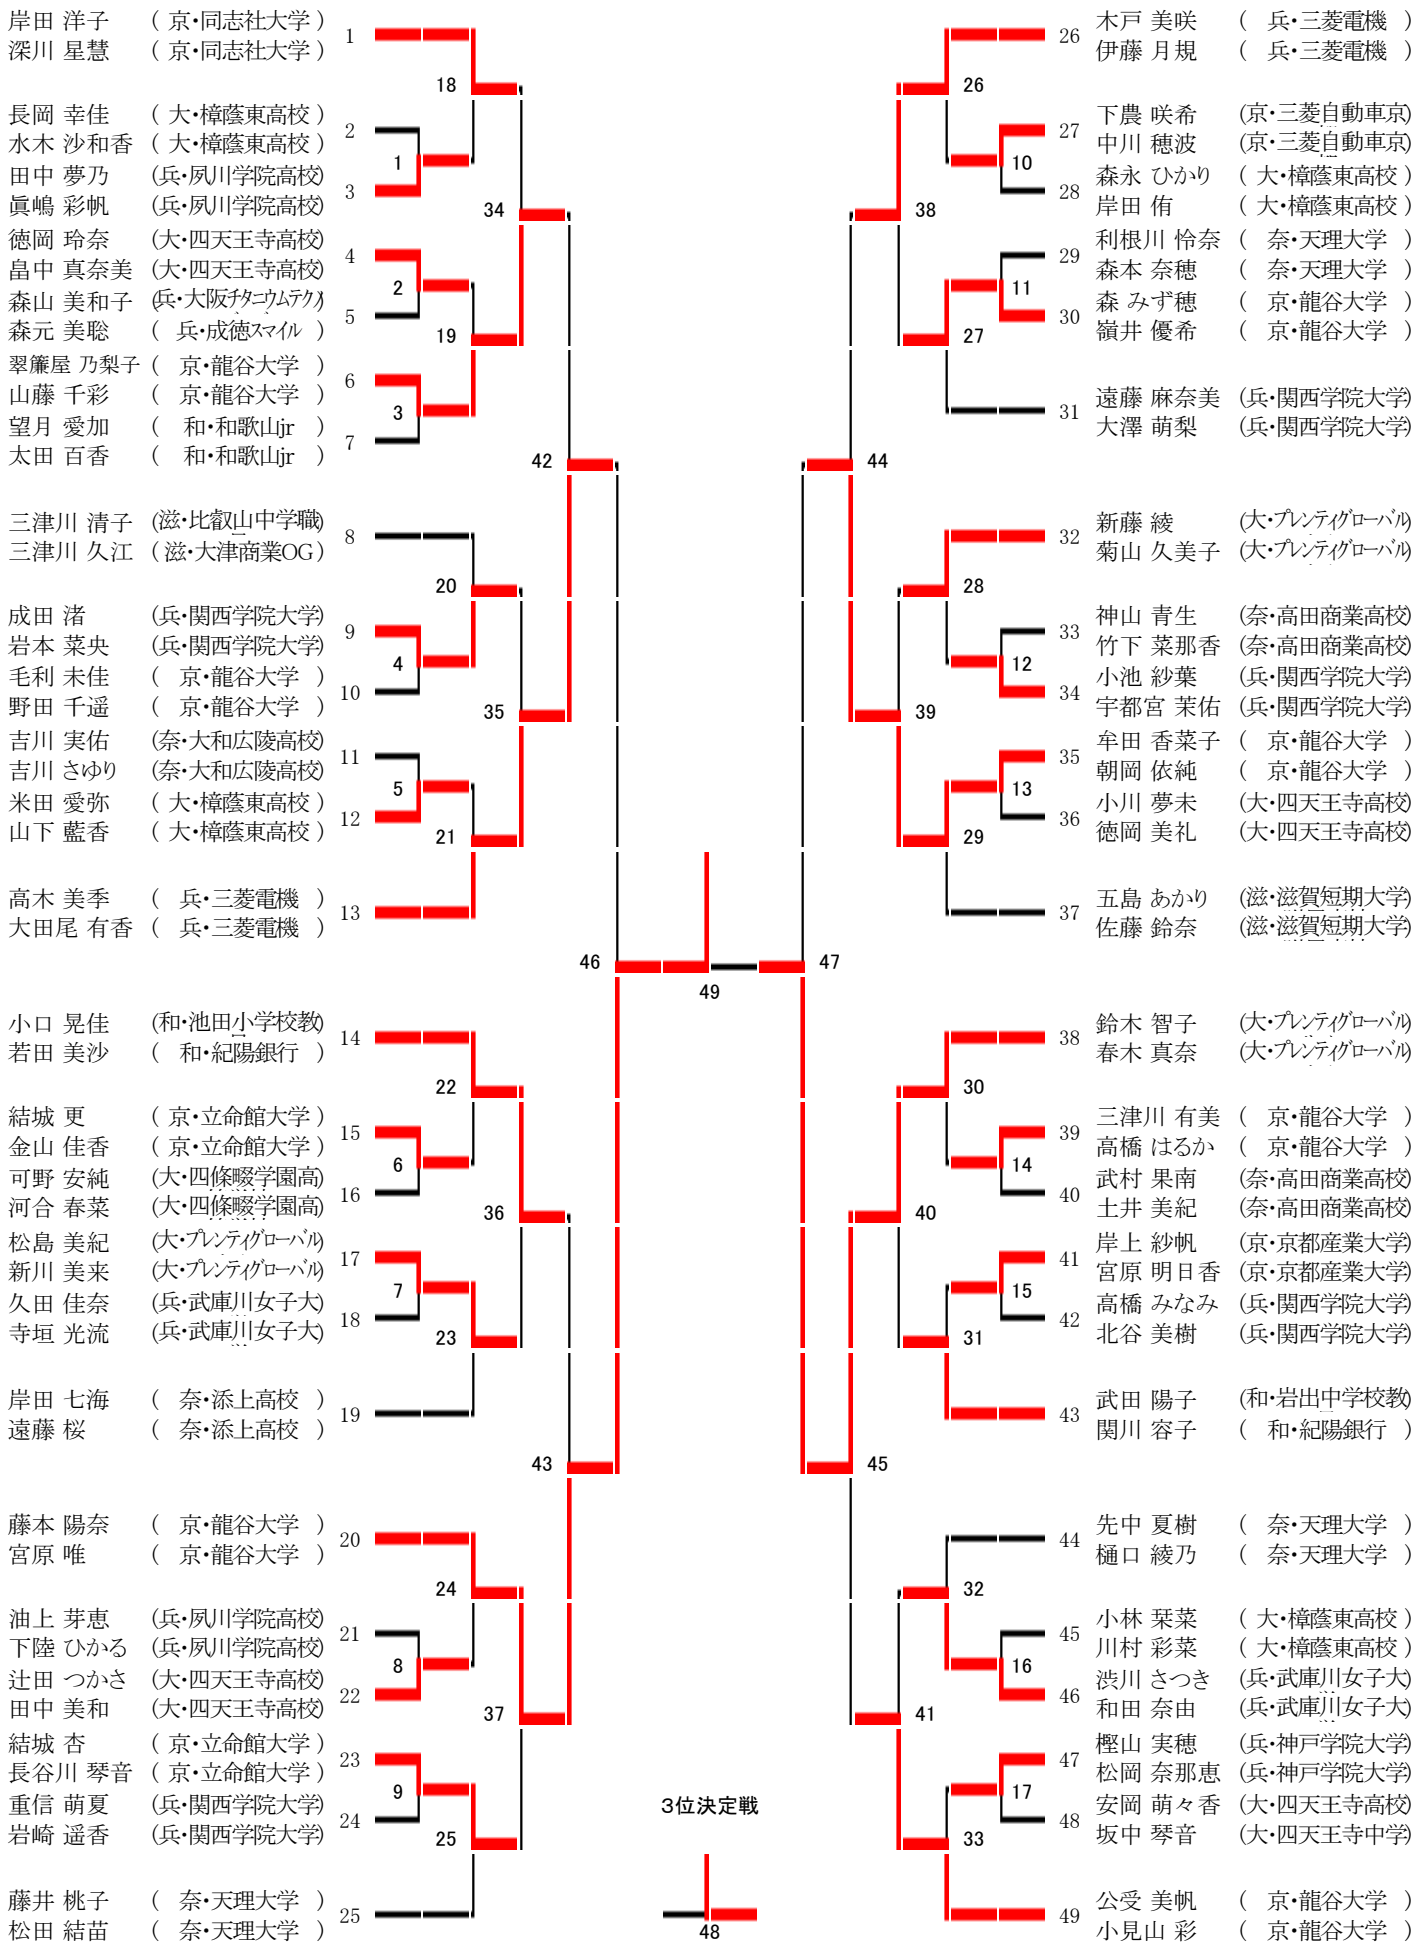 岸田 洋子 ( 京・同志社大学 ) 1
深川 星慧 ( 京・同志社大学 )
18
長岡 幸佳 ( 大・樟蔭東高校 ) 2
水木 沙和香 ( 大・樟蔭東高校 )
1
田中 夢乃 (兵・夙川学院高校) 3
眞嶋 彩帆 (兵・夙川学院高校)
34
徳岡 玲奈 (大・四天王寺高校) 4
畠中 真奈美 (大・四天王寺高校)
2
森山 美和子 (兵・大阪チタニウムテクノ) 5
森元 美聡 ( 兵・成徳スマイル )
19
翠簾屋 乃梨子 ( 京・龍谷大学 ) 6
山藤 千彩 ( 京・龍谷大学 )
3
望月 愛加 ( 和・和歌山jr ) 7
太田 百香 ( 和・和歌山jr )
42
三津川 清子 (滋・比叡山中学職) 8
三津川 久江 ( 滋・大津商業OG )
20
成田 渚 (兵・関西学院大学) 9
岩本 菜央 (兵・関西学院大学)
4
毛利 未佳 ( 京・龍谷大学 ) 10
野田 千遥 ( 京・龍谷大学 )
35
吉川 実佑 (奈・大和広陵高校) 11
吉川 さゆり (奈・大和広陵高校)
5
米田 愛弥 ( 大・樟蔭東高校 ) 12
山下 藍香 ( 大・樟蔭東高校 )
21
高木 美季 ( 兵・三菱電機 ) 13
大田尾 有香 ( 兵・三菱電機 )
46
49
47
小口 晃佳 (和・池田小学校教) 14
若田 美沙 ( 和・紀陽銀行 )
22
結城 更 ( 京・立命館大学 ) 15
金山 佳香 ( 京・立命館大学 )
6
可野 安純 (大・四條畷学園高) 16
河合 春菜 (大・四條畷学園高)
36
松島 美紀 (大・プレンティグローバル) 17
新川 美来 (大・プレンティグローバル)
7
久田 佳奈 (兵・武庫川女子大) 18
寺垣 光流 (兵・武庫川女子大)
23
岸田 七海 ( 奈・添上高校 ) 19
遠藤 桜 ( 奈・添上高校 )
43
藤本 陽奈 ( 京・龍谷大学 ) 20
宮原 唯 ( 京・龍谷大学 )
24
油上 芽恵 (兵・夙川学院高校) 21
下陸 ひかる (兵・夙川学院高校)
8
辻田 つかさ (大・四天王寺高校) 22
田中 美和 (大・四天王寺高校)
37
結城 杏 ( 京・立命館大学 ) 23
長谷川 琴音 ( 京・立命館大学 )
9
重信 萌夏 (兵・関西学院大学) 24
岩崎 遥香 (兵・関西学院大学)
25
藤井 桃子 ( 奈・天理大学 ) 25
松田 結苗 ( 奈・天理大学 )
3位決定戦
48
26 木戸 美咲 ( 兵・三菱電機 )
伊藤 月規 ( 兵・三菱電機 )
26
27 下農 咲希 (京・三菱自動車京)
中川 穂波 (京・三菱自動車京)
10
28 森永 ひかり ( 大・樟蔭東高校 )
岸田 侑 ( 大・樟蔭東高校 )
38
29 利根川 怜奈 ( 奈・天理大学 )
森本 奈穂 ( 奈・天理大学 )
11
30 森 みず穂 ( 京・龍谷大学 )
嶺井 優希 ( 京・龍谷大学 )
27
31 遠藤 麻奈美 (兵・関西学院大学)
大澤 萌梨 (兵・関西学院大学)
44
32 新藤 綾 (大・プレンティグローバル)
菊山 久美子 (大・プレンティグローバル)
28
33 神山 青生 (奈・高田商業高校)
竹下 菜那香 (奈・高田商業高校)
12
34 小池 紗葉 (兵・関西学院大学)
宇都宮 茉佑 (兵・関西学院大学)
39
35 牟田 香菜子 ( 京・龍谷大学 )
朝岡 依純 ( 京・龍谷大学 )
13
36 小川 夢未 (大・四天王寺高校)
徳岡 美礼 (大・四天王寺高校)
29
37 五島 あかり (滋・滋賀短期大学)
佐藤 鈴奈 (滋・滋賀短期大学)
38 鈴木 智子 (大・プレンティグローバル)
春木 真奈 (大・プレンティグローバル)
30
39 三津川 有美 ( 京・龍谷大学 )
高橋 はるか ( 京・龍谷大学 )
14
40 武村 果南 (奈・高田商業高校)
土井 美紀 (奈・高田商業高校)
40
41 岸上 紗帆 (京・京都産業大学)
宮原 明日香 (京・京都産業大学)
15
42 高橋 みなみ (兵・関西学院大学)
北谷 美樹 (兵・関西学院大学)
31
43 武田 陽子 (和・岩出中学校教)
関川 容子 ( 和・紀陽銀行 )
45
44 先中 夏樹 ( 奈・天理大学 )
樋口 綾乃 ( 奈・天理大学 )
32
45 小林 栞菜 ( 大・樟蔭東高校 )
川村 彩菜 ( 大・樟蔭東高校 )
16
46 渋川 さつき (兵・武庫川女子大)
和田 奈由 (兵・武庫川女子大)
41
47 樫山 実穂 (兵・神戸学院大学)
松岡 奈那恵 (兵・神戸学院大学)
17
48 安岡 萌々香 (大・四天王寺高校)
坂中 琴音 (大・四天王寺中学)
33
49 公受 美帆 ( 京・龍谷大学 )
小見山 彩 ( 京・龍谷大学 )